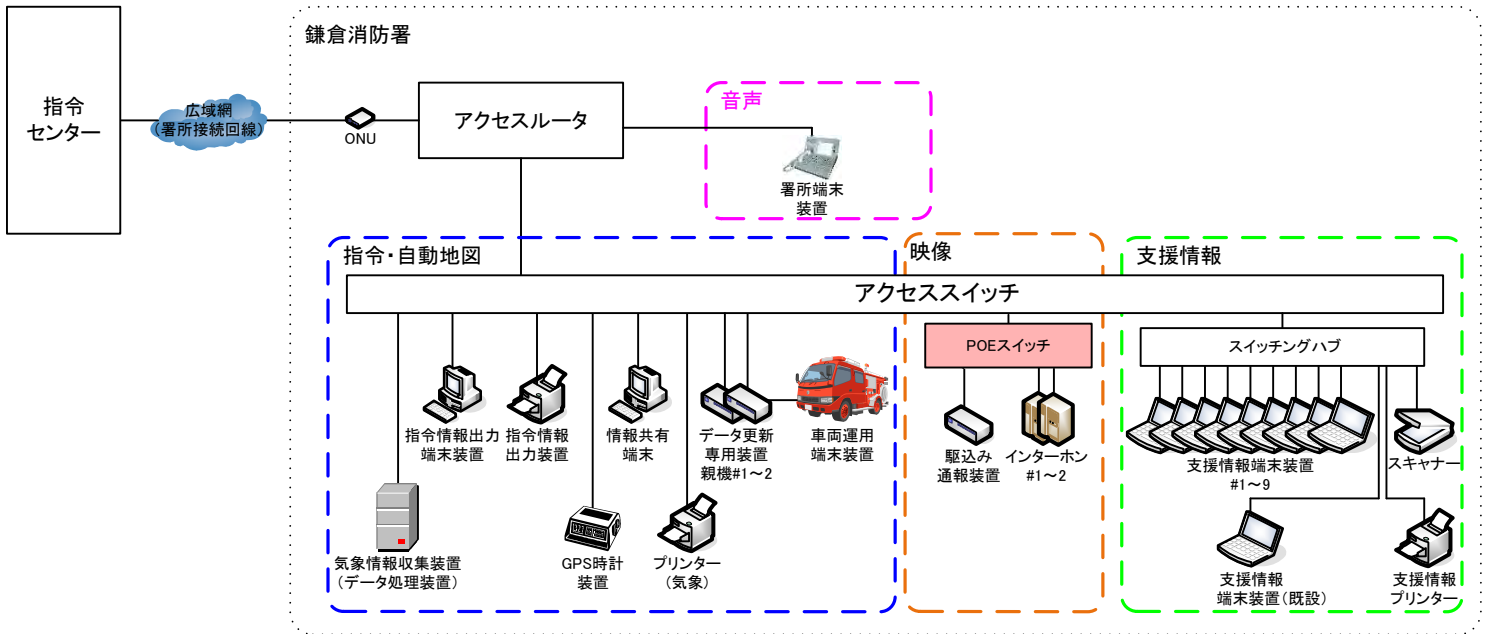 鎌倉消防署
指令
センター
広域網
（署所接続回線）
ONU
アクセスルータ
音声
署所端末
装置
指令・自動地図
映像
支援情報
アクセススイッチ
POEスイッチ
スイッチングハブ
指令情報出力
端末装置
指令情報
出力装置
情報共有
端末
データ更新
専用装置
親機#1～2
車両運用
端末装置
駆込み
通報装置
インターホン
#1～2
支援情報端末装置
#1～9
スキャナー
気象情報収集装置
（データ処理装置）
GPS時計
装置
プリンター
（気象）
支援情報
端末装置（既設）
支援情報
プリンター